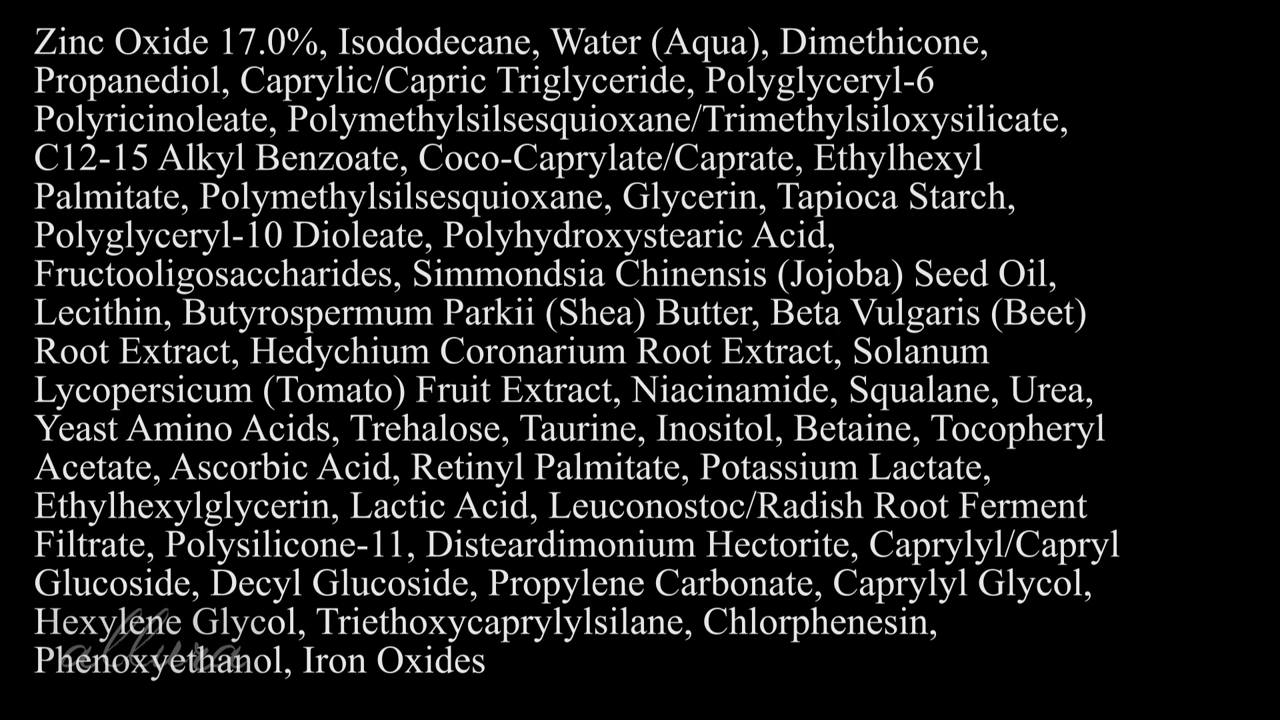 Zinc Oxide 17.0%, Isododecane, Water (Aqua), Dimethicone,
Propanediol, Caprylic/Capric Triglyceride, Polyglyceryl-6
Polyricinoleate, Polymethylsilsesquioxane/Trimethylsiloxysilicate,
C12-15 Alkyl Benzoate, Coco-Caprylate/Caprate, Ethylhexyl
Palmitate, Polymethylsilsesquioxane, Glycerin, Tapioca Starch,
Polyglyceryl-10 Dioleate, Polyhydroxystearic Acid,
Fructooligosaccharides, Simmondsia Chinensis (Jojoba) Seed Oil,
Lecithin, Butyrospermum Parkii (Shea) Butter, Beta Vulgaris (Beet)
Root Extract, Hedychium Coronarium Root Extract, Solanum
Lycopersicum (Tomato) Fruit Extract, Niacinamide, Squalane, Urea,
Yeast Amino Acids, Trehalose, Taurine, Inositol, Betaine, Tocopheryl
Acetate, Ascorbic Acid, Retinyl Palmitate, Potassium Lactate,
Ethylhexylglycerin, Lactic Acid, Leuconostoc/Radish Root Ferment
Filtrate, Polysilicone-11, Disteardimonium Hectorite, Caprylyl/Capryl
Glucoside, Decyl Glucoside, Propylene Carbonate, Caprylyl Glycol,
Hexylene Glycol, Triethoxycaprylylsilane, Chlorphenesin,
Phenoxyethanol, Iron Oxides